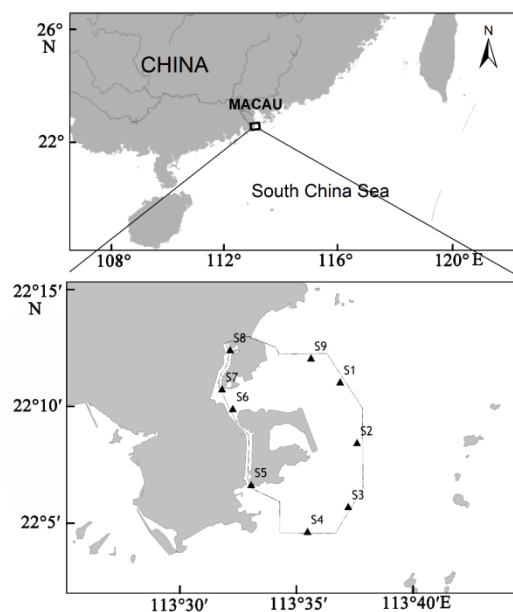 26°
N
N
CHINA
MACAU
22°
South China Sea
108° 112° 116° 120° E
22°15′
N
S8
S9
S7
S1
22°10′
S6
S2
S5
S3
22°5′
S4
113°30′ 113°35′ 113°40′E